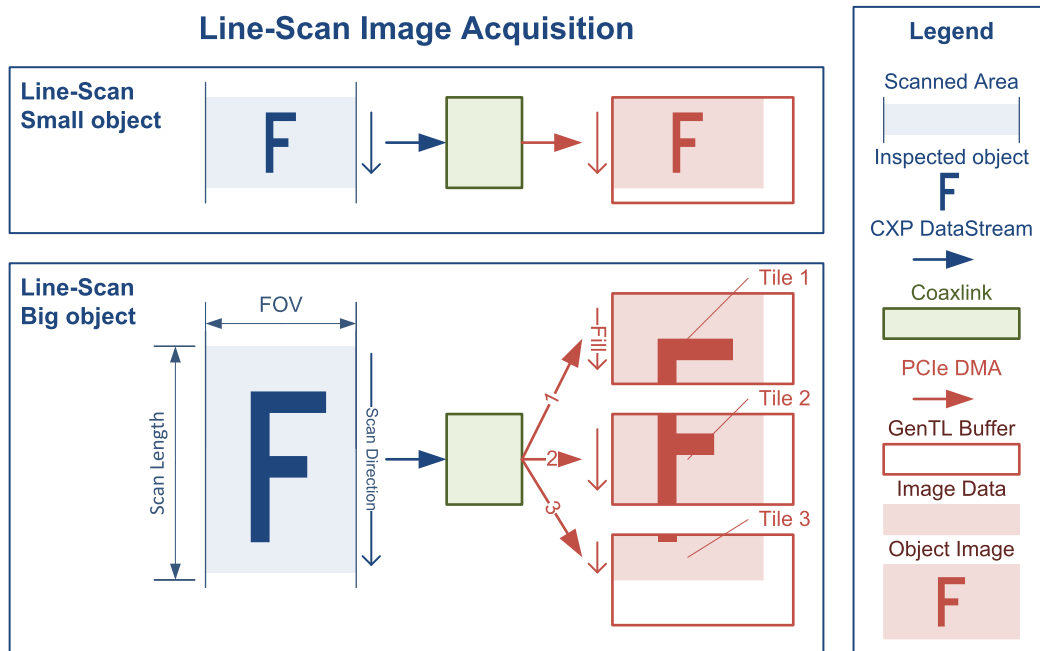 Line-Scan Image Acquisition
Line-Scan
Small object
F
F
Line-Scan
Big object
FOV
Scan Length
F
Scan Direction
1
2
3
Fill
Tile 1
Tile 2
Tile 3
Legend
Scanned Area
Inspected object
F
CXP DataStream
Coaxlink
PCIe DMA
GenTL Buffer
Image Data
Object Image
F